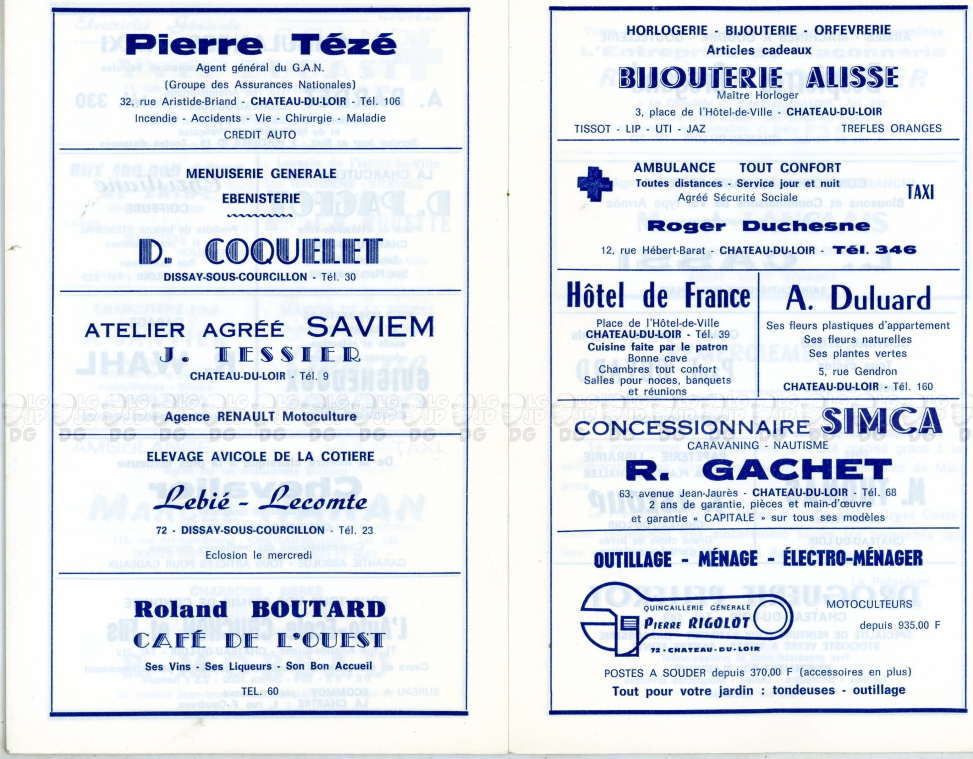 Pierre Tézé
Agent général du G.A.N.
(Groupe des Assurances Nationales)
32, rue Aristide-Briand - CHATEAU-DU-LOIR - Tél. 106
Incendie - Accidents - Vie - Chirurgie - Maladie
CREDIT AUTO
MENUISERIE GENERALE
EBENISTERIE
D. COQUELET
DISSAY-SOUS-COURCILLON - Tél. 30
ATELIER AGRÉÉ SAVIEM
J. TESSIER
CHATEAU-DU-LOIR - Tél. 9
Agence RENAULT Motoculture
ELEVAGE AVICOLE DE LA COTIERE
Lebié - Lecomte
72 - DISSAY-SOUS-COURCILLON - Tél. 23
Eclosion le mercredi
Roland BOUTARD
CAFÉ DE L'OUEST
Ses Vins - Ses Liqueurs - Son Bon Accueil
TEL. 60
HORLOGERIE - BIJOUTERIE - ORFEVRERIE
Articles cadeaux
BIJOUTERIE ALISSE
Maître Horloger
3, place de l'Hôtel-de-Ville - CHATEAU-DU-LOIR
TISSOT - LIP - UTI - JAZ TREFLES ORANGES
AMBULANCE TOUT CONFORT
Toutes distances - Service jour et nuit
Agréé Sécurité Sociale
TAXI
Roger Duchesne
12, rue Hébert-Barat - CHATEAU-DU-LOIR - Tél. 346
Hôtel de France
Place de l'Hôtel-de-Ville
CHATEAU-DU-LOIR - Tél. 39
Cuisine faite par le patron
Bonne cave
Chambres tout confort
Salles pour noces, banquets
et réunions
A. Duluard
Ses fleurs plastiques d'appartement
Ses fleurs naturelles
Ses plantes vertes
5, rue Gendron
CHATEAU-DU-LOIR - Tél. 160
CONCESSIONNAIRE SIMCA
CARAVANING - NAUTISME
R. GACHET
63, avenue Jean-Jaurès - CHATEAU-DU-LOIR - Tél. 68
2 ans de garantie, pièces et main-d'œuvre
et garantie « CAPITALE » sur tous ses modèles
OUTILLAGE - MÉNAGE - ÉLECTRO-MÉNAGER
QUINCAILLERIE GÉNÉRALE
PIERRE RIGOLOT
72 - CHATEAU-DU-LOIR
MOTOCULTEURS
depuis 935,00 F
POSTES A SOUDER depuis 370,00 F (accessoires en plus)
Tout pour votre jardin : tondeuses - outillage